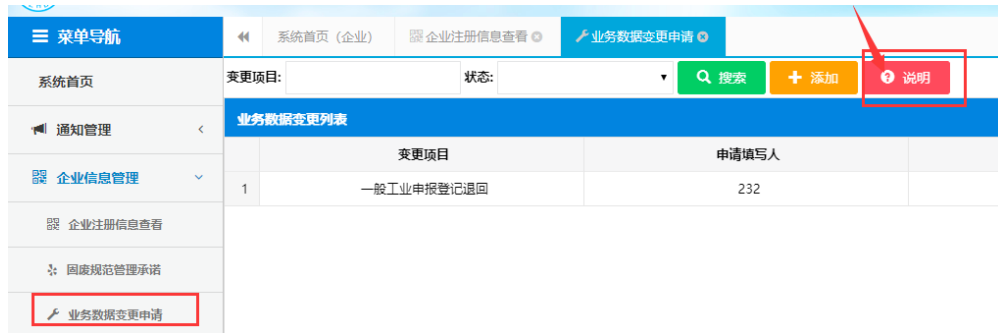 菜单导航
系统首页（企业）
企业注册信息查看
业务数据变更申请
系统首页
变更项目:
状态:
搜索
添加
说明
通知管理
业务数据变更列表
变更项目
申请填写人
企业信息管理
1
一般工业申报登记退回
232
企业注册信息查看
固废规范管理承诺
业务数据变更申请